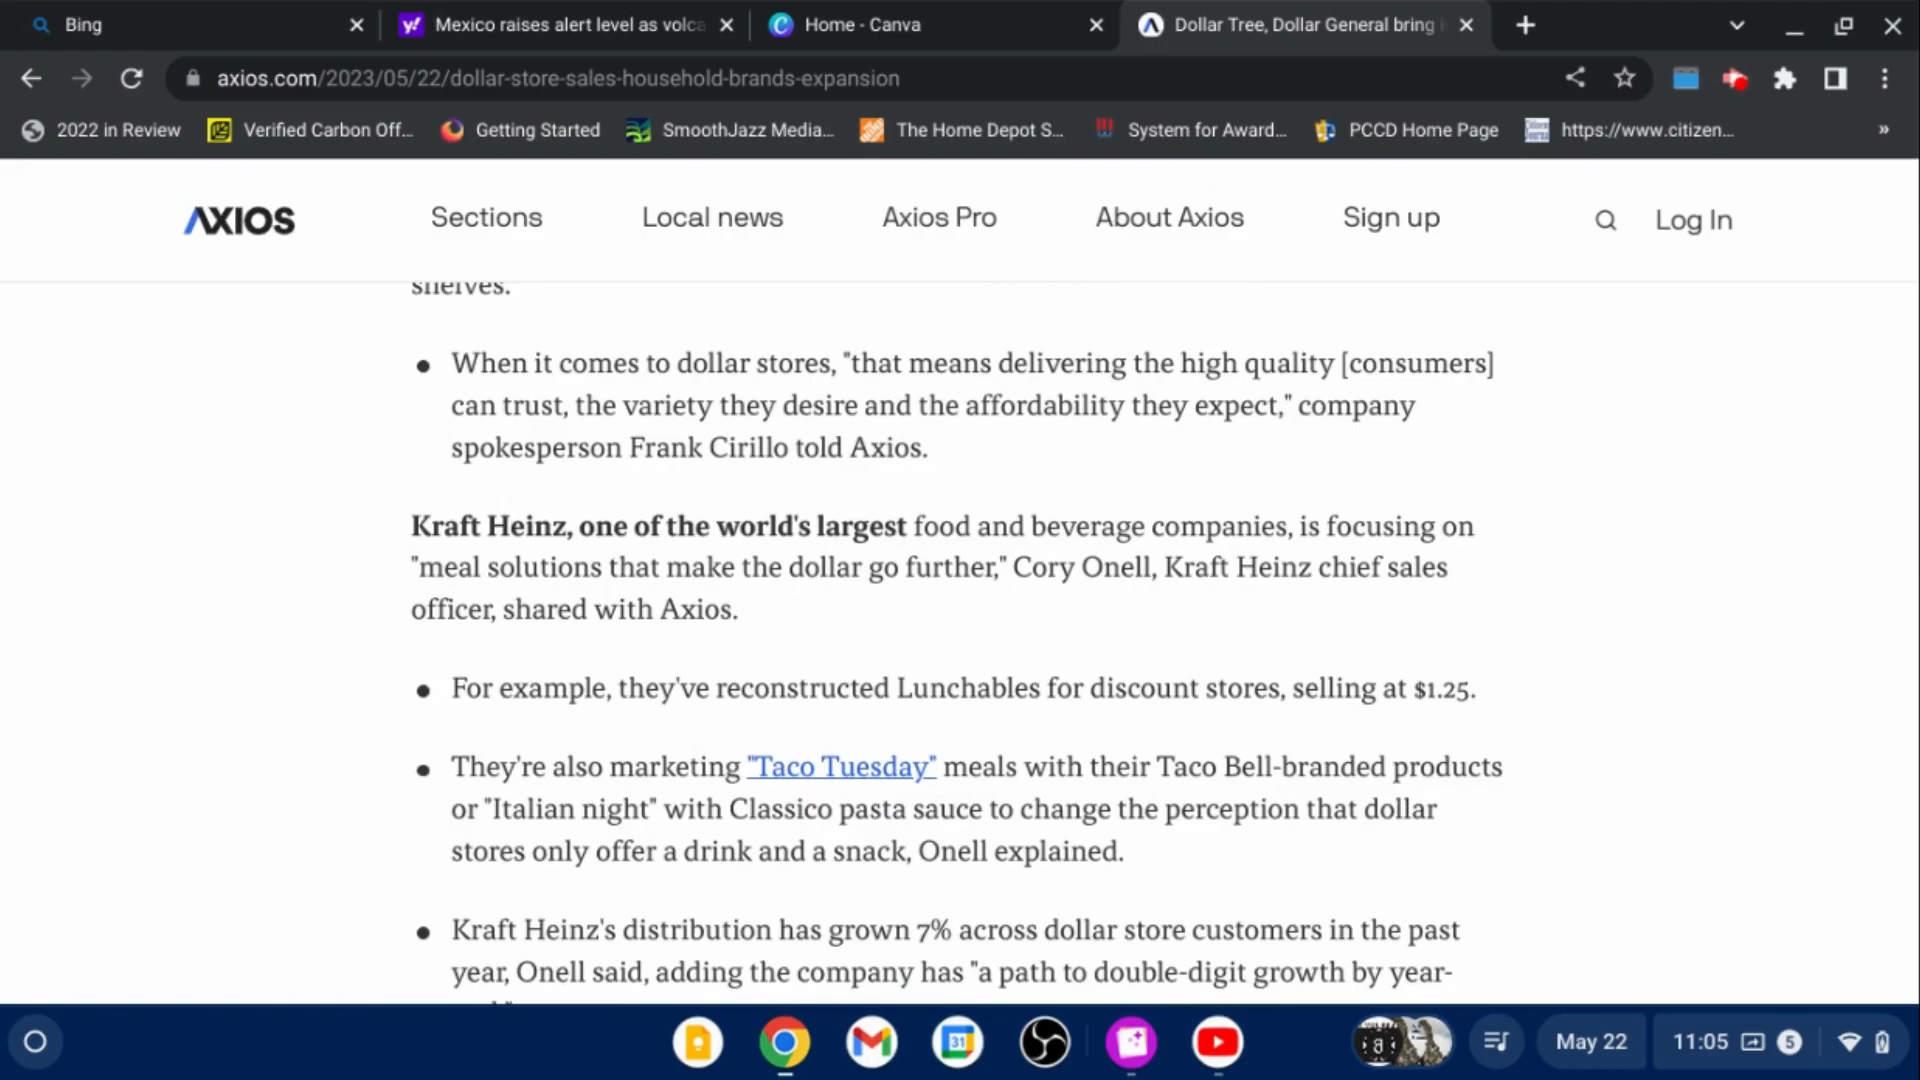 Bing
Mexico raises alert level as volca
Home - Canva
Dollar Tree, Dollar General bring
axios.com/2023/05/22/dollar-store-sales-household-brands-expansion
2022 in Review
Verified Carbon Off...
Getting Started
SmoothJazz Media...
The Home Depot S...
System for Award...
PCCD Home Page
https://www.citizen...
»
AXIOS
Sections
Local news
Axios Pro
About Axios
Sign up
Log In
shelves.
• When it comes to dollar stores, "that means delivering the high quality [consumers]
can trust, the variety they desire and the affordability they expect," company
spokesperson Frank Cirillo told Axios.
Kraft Heinz, one of the world's largest food and beverage companies, is focusing on
"meal solutions that make the dollar go further," Cory Onell, Kraft Heinz chief sales
officer, shared with Axios.
• For example, they've reconstructed Lunchables for discount stores, selling at $1.25.
• They're also marketing "Taco Tuesday" meals with their Taco Bell-branded products
or "Italian night" with Classico pasta sauce to change the perception that dollar
stores only offer a drink and a snack, Onell explained.
• Kraft Heinz's distribution has grown 7% across dollar store customers in the past
year, Onell said, adding the company has "a path to double-digit growth by year-
31
May 22
11:05
5